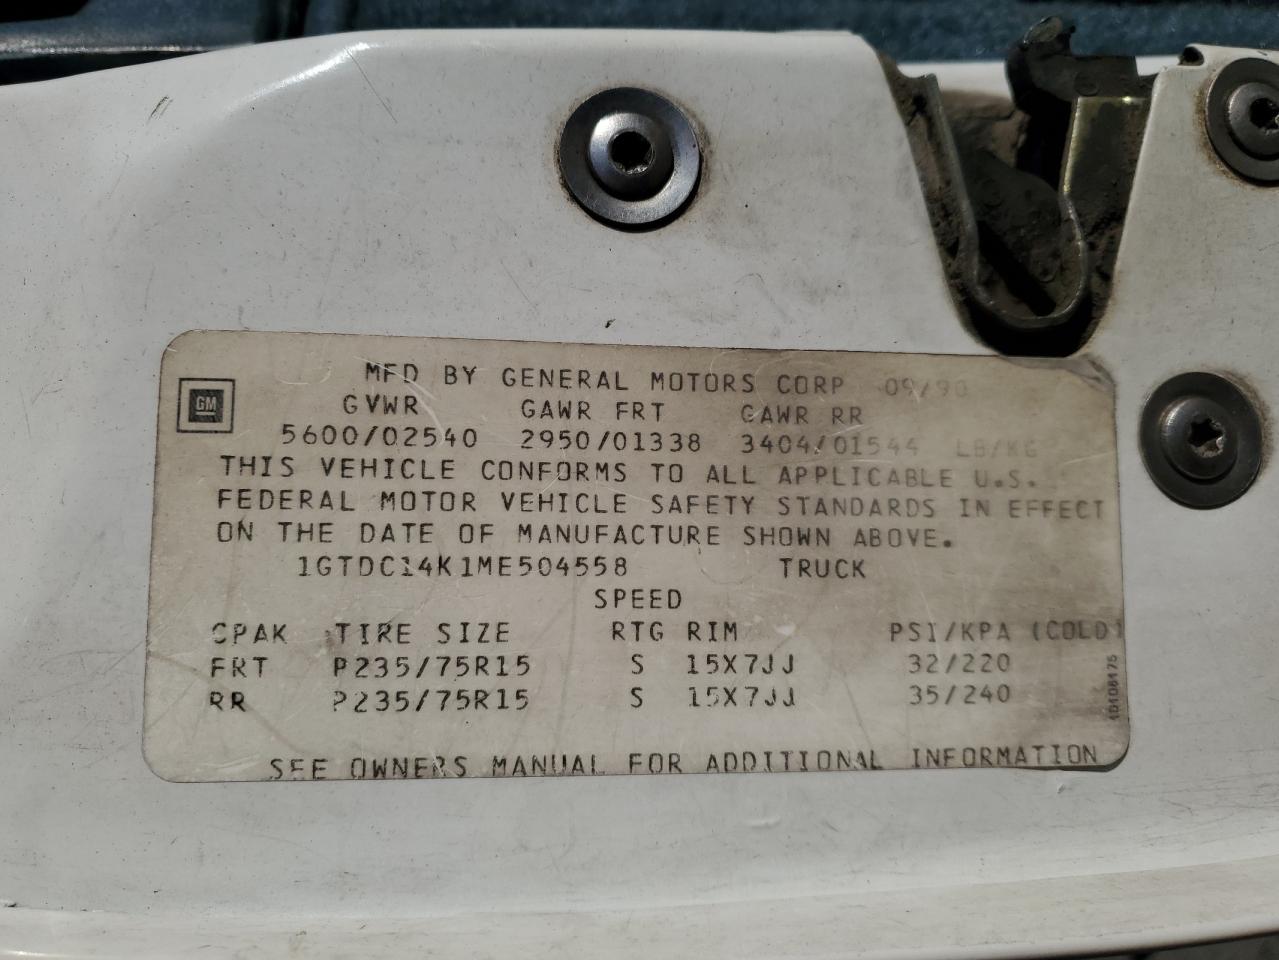 GM
MFD BY GENERAL MOTORS CORP 09/90
GVWR GAWR FRT GAWR RR
5600/02540 2950/01338 3404/01544 LB/KG
THIS VEHICLE CONFORMS TO ALL APPLICABLE U.S.
FEDERAL MOTOR VEHICLE SAFETY STANDARDS IN EFFECT
ON THE DATE OF MANUFACTURE SHOWN ABOVE.
1GTDC14K1ME504558 TRUCK
SPEED
CPAK TIRE SIZE RTG RIM PSI/KPA (COLD)
FRT P235/75R15 S 15X7JJ 32/220
RR P235/75R15 S 15X7JJ 35/240
SEE OWNERS MANUAL FOR ADDITIONAL INFORMATION